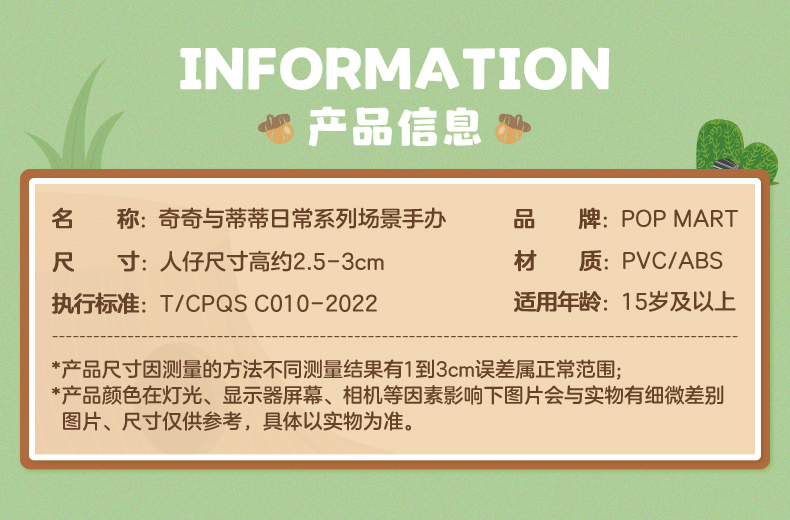 INFORMATION
产品信息
名 称：奇奇与蒂蒂日常系列场景手办 品 牌：POP MART
尺 寸：人仔尺寸高约2.5-3cm 材 质：PVC/ABS
执行标准：T/CPQS C010-2022 适用年龄：15岁及以上
*产品尺寸因测量的方法不同测量结果有1到3cm误差属正常范围;
*产品颜色在灯光、显示器屏幕、相机等因素影响下图片会与实物有细微差别
图片、尺寸仅供参考，具体以实物为准。